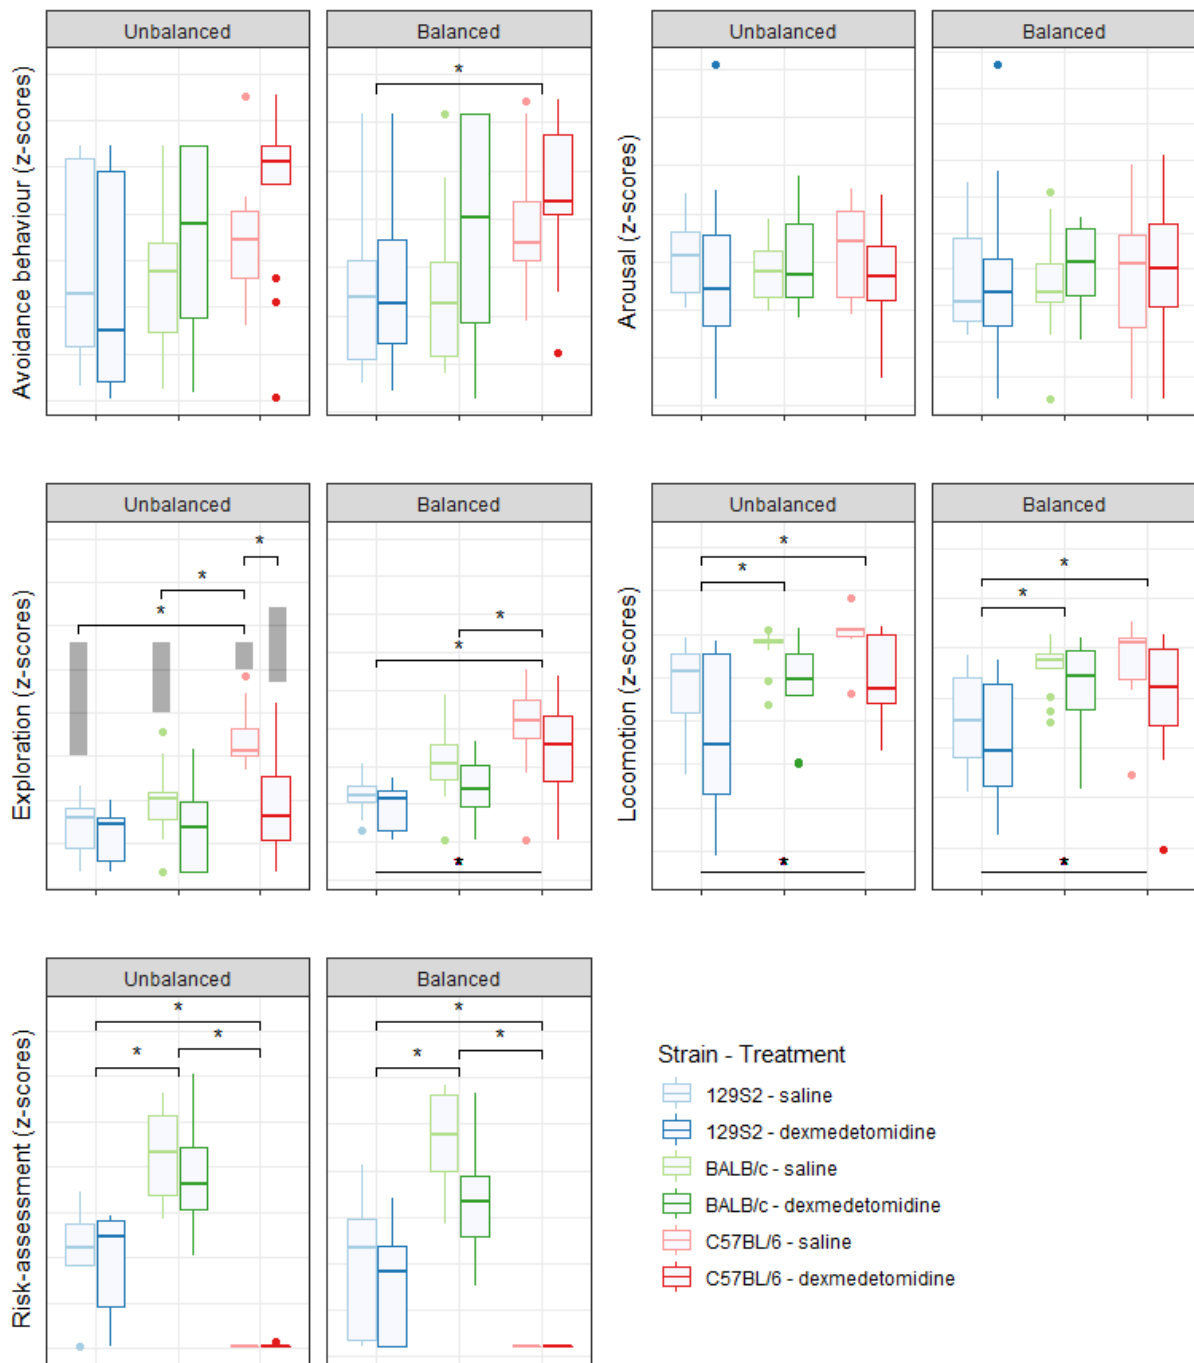 Unbalanced
Balanced
Unbalanced
Balanced
Avoidance behaviour (z-scores)
*
Arousal (z-scores)
Unbalanced
Balanced
Unbalanced
Balanced
Exploration (z-scores)
*
*
*
*
*
*
Locomotion (z-scores)
*
*
*
*
*
*
Unbalanced
Balanced
Risk-assessment (z-scores)
*
*
*
*
*
*
Strain - Treatment
129S2 - saline
129S2 - dexmedetomidine
BALB/c - saline
BALB/c - dexmedetomidine
C57BL/6 - saline
C57BL/6 - dexmedetomidine